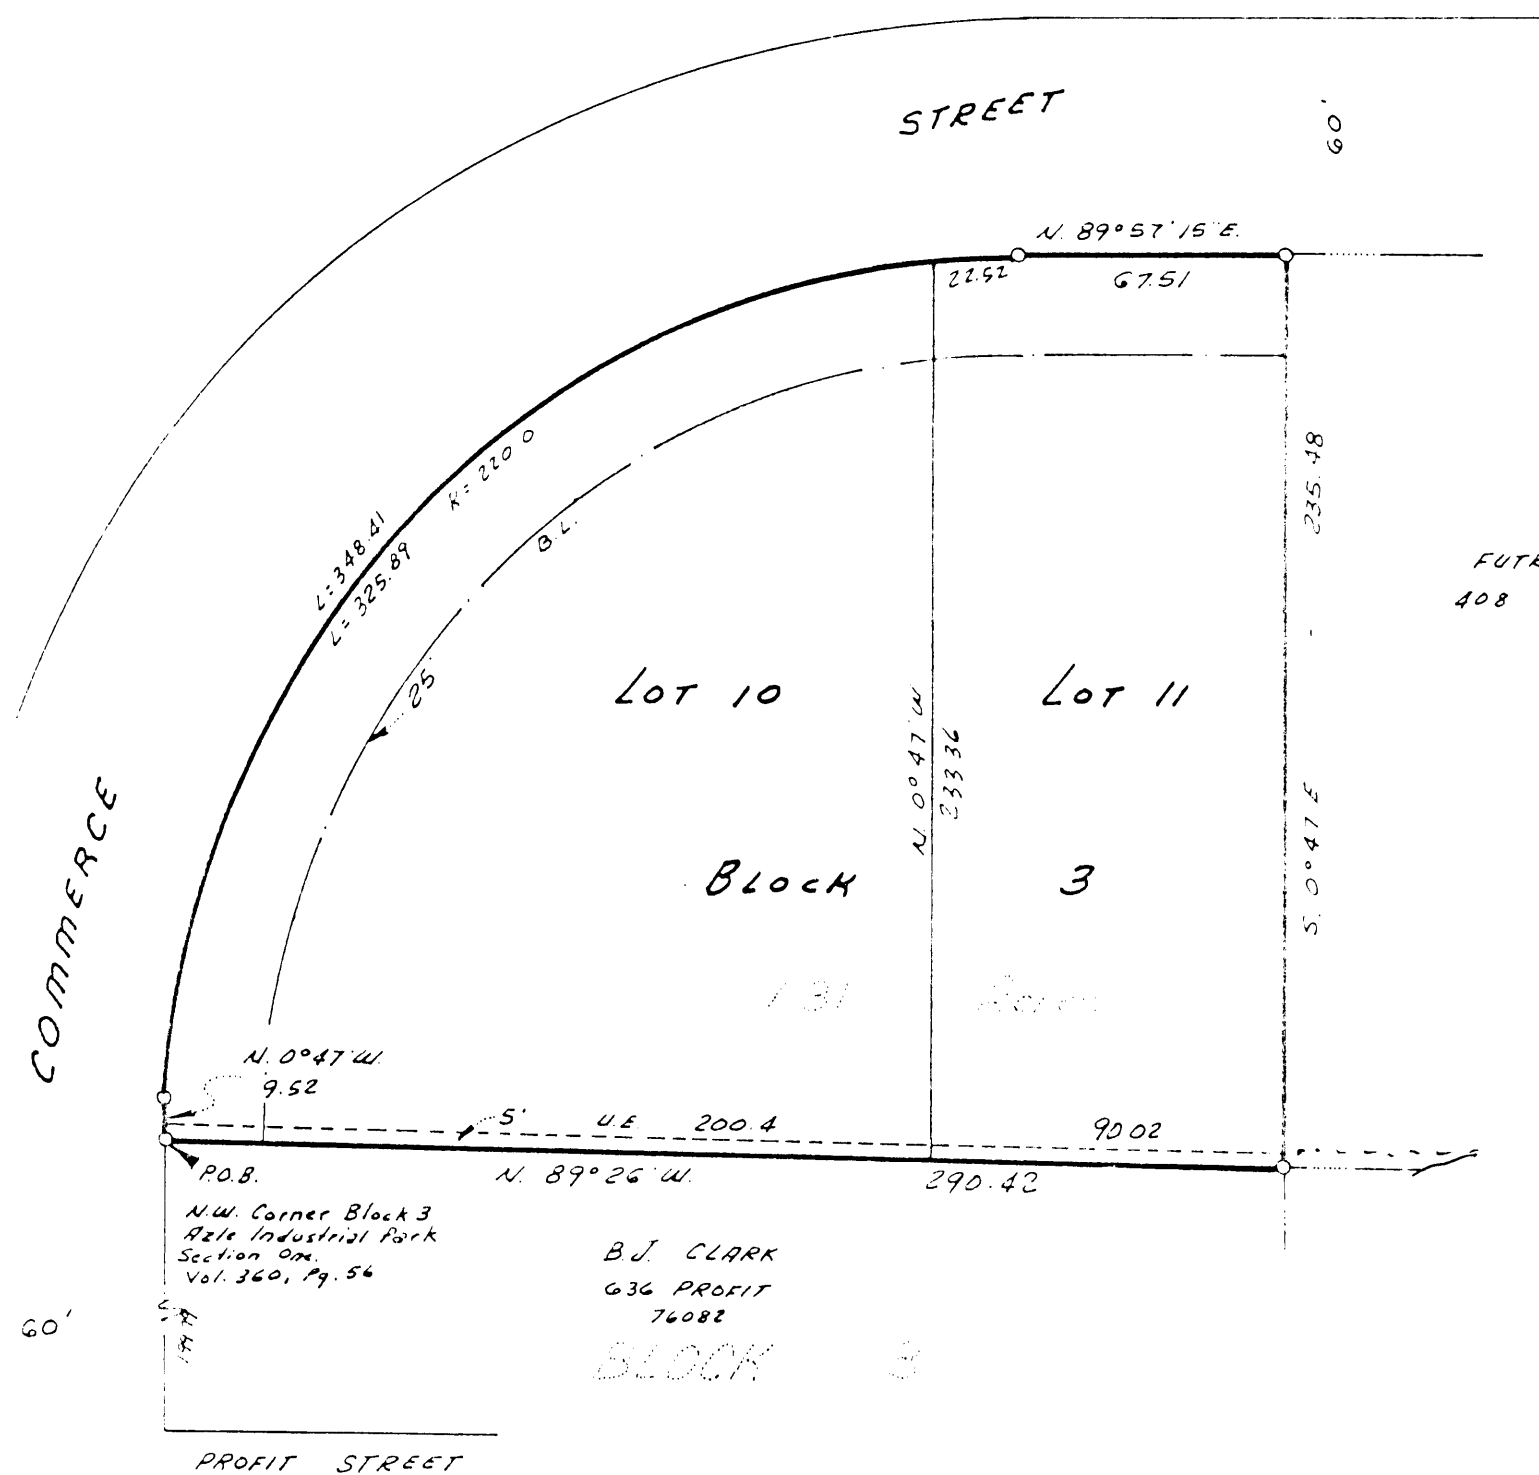 STREET
60'
N. 89°57'15"E.
22.52
67.51
R= 220.0
L= 348.41
L= 325.89
B.L.
235.48
408
25'
LOT 10
LOT 11
N. 0°47' W
233.36
S. 0°47' E
COMMERCE
BLOCK 3
N. 0°47' W.
9.52
5' U.E. 200.4
90.02
P.O.B.
N. 89°26' W.
290.42
N.W. Corner Block 3
Azle Industrial Park
Section One.
Vol. 360, Pg. 56
B.J. CLARK
636 PROFIT
76082
60'
BLOCK 3
PROFIT STREET